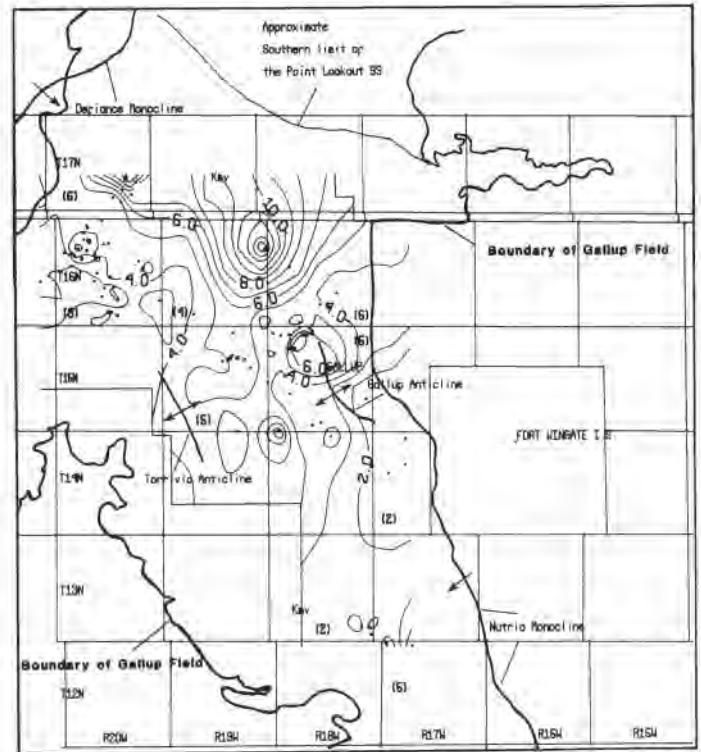 Approximate
Southern limit of
the Point Lookout SS
Defiance Monocline
T17N
Kmv
(6)
10.0
6.0
Boundary of Gallup Field
T16N
4.0
8.0
6.0
(3)
(4)
4.0
(6)
4.0
(6)
T15N
6.0
4.0
Gallup Anticline
(5)
FORT WINGATE I.R.
T14N
2.0
(2)
T13N
Kmv
(2)
Nutria Monocline
Boundary of Gallup Field
T12N
(5)
R20W
R19W
R18W
R17W
R16W
R15W